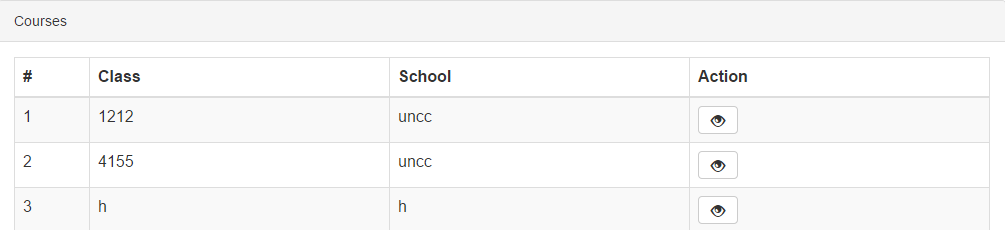 Courses
# Class School Action
1 1212 uncc
2 4155 uncc
3 h h